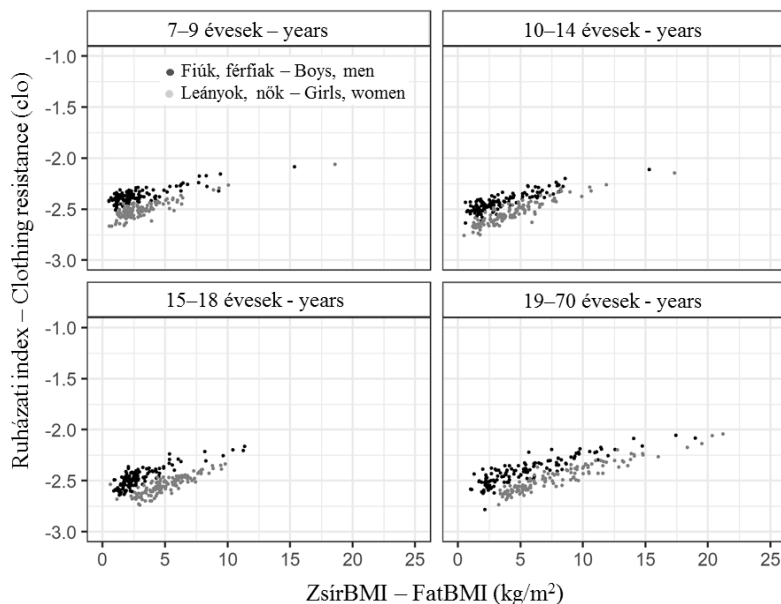 7–9 évesek – years
10–14 évesek - years
Fiúk, férfiak – Boys, men
Leányok, nők – Girls, women
-1.0
-1.5
-2.0
-2.5
-3.0
15–18 évesek - years
19–70 évesek - years
-1.0
-1.5
-2.0
-2.5
-3.0
Ruházati index – Clothing resistance (clo)
0 5 10 15 20 25 0 5 10 15 20 25
ZsírBMI – FatBMI (kg/m²)